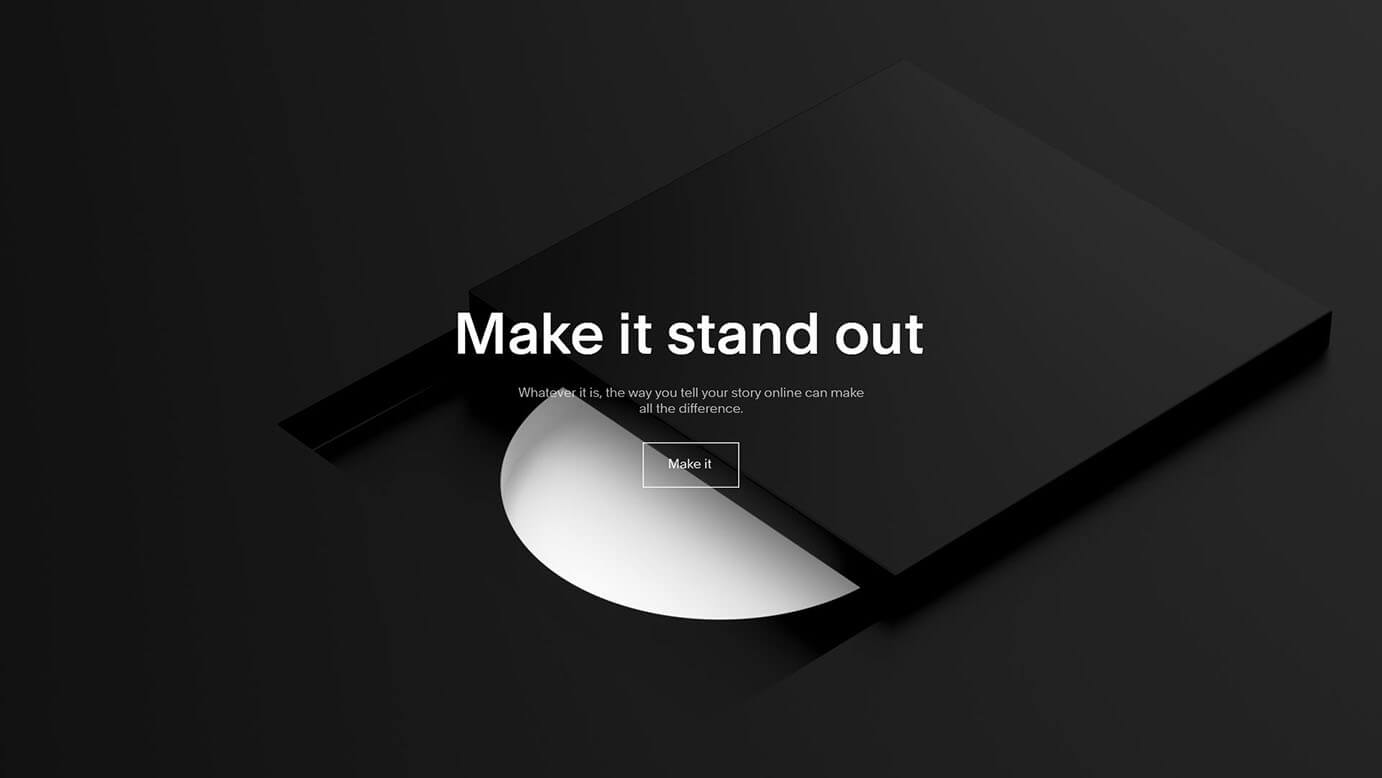 Make it stand out
Whatever it is, the way you tell your story online can make
all the difference.
Make it